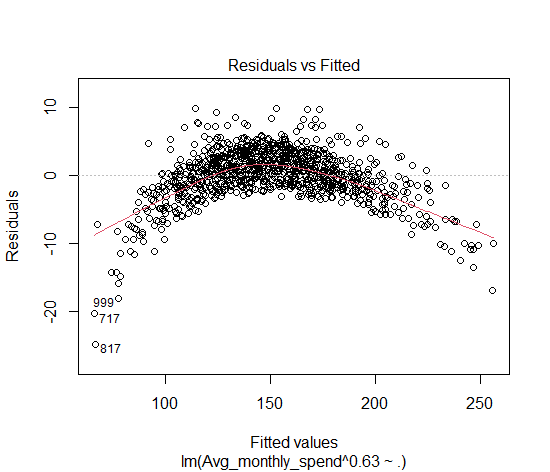 Residuals vs Fitted
Residuals
10
0
-10
-20
999
717
817
100
150
200
250
Fitted values
lm(Avg_monthly_spend^0.63 ~ .)